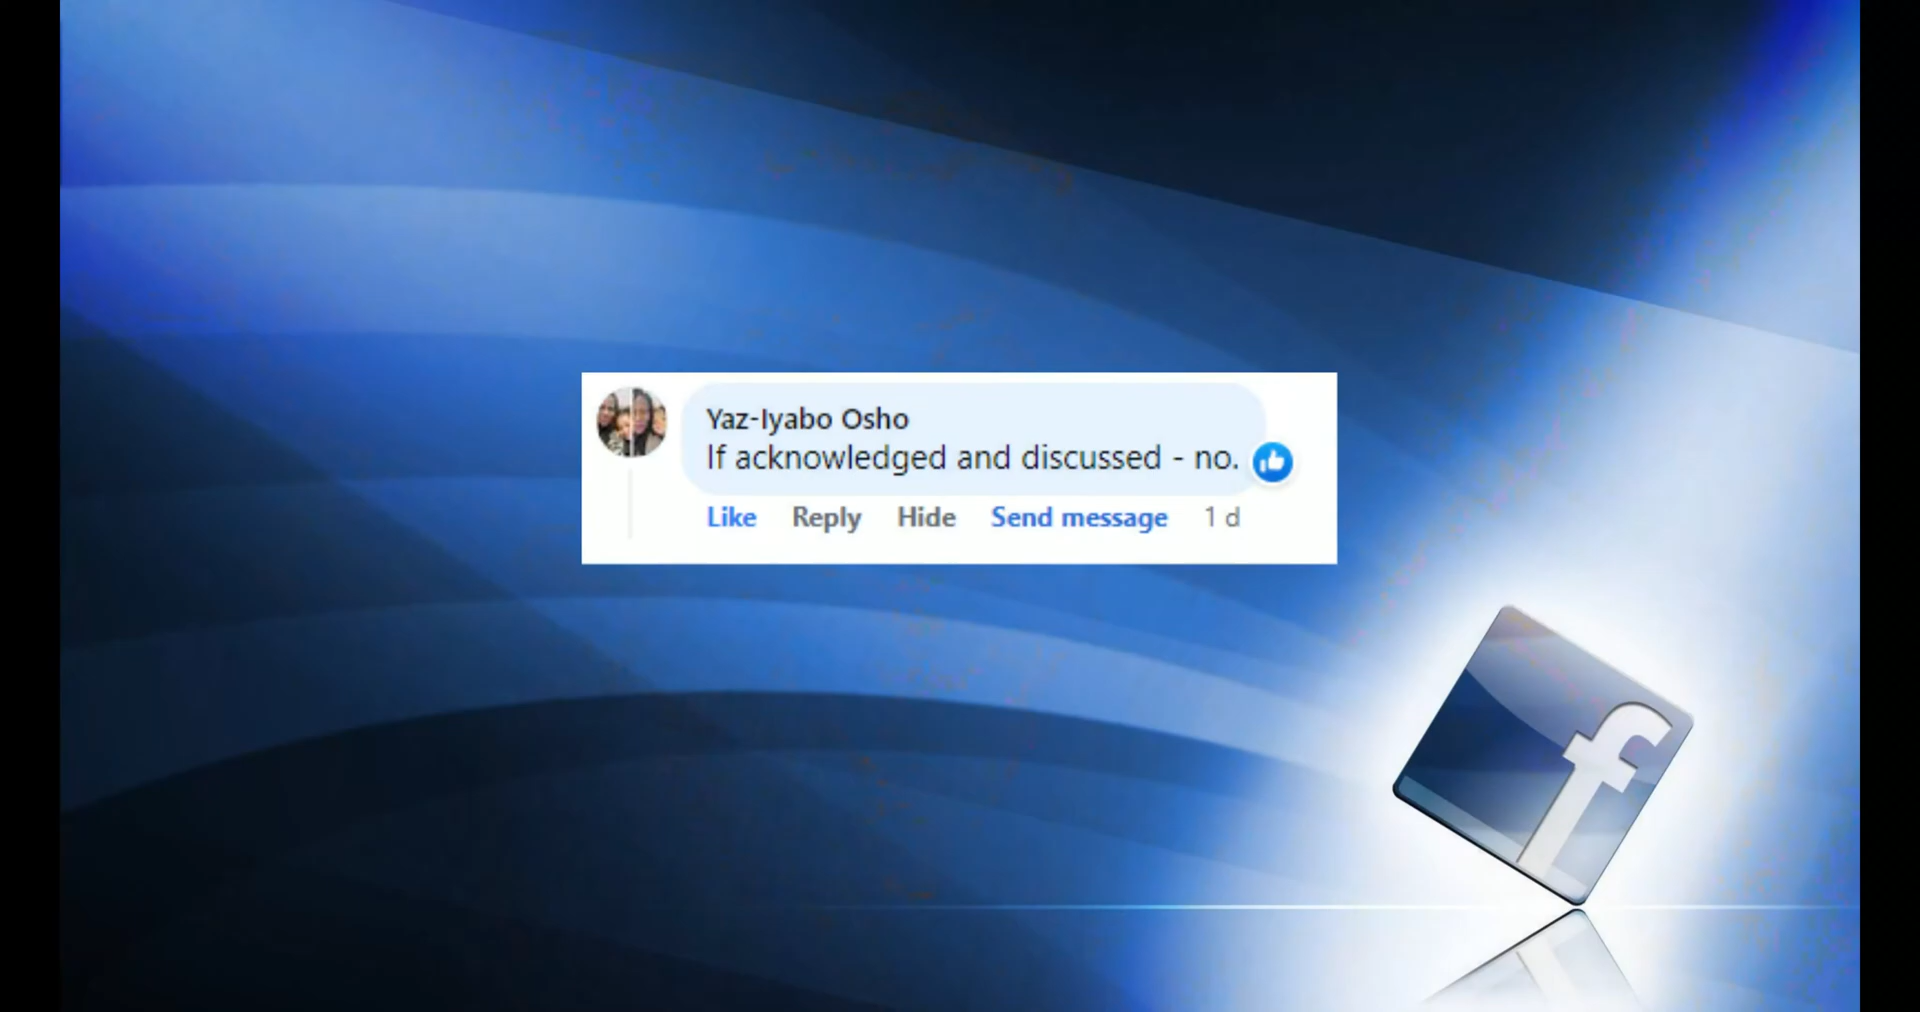 Yaz-Iyabo Osho
If acknowledged and discussed - no.
Like Reply Hide Send message 1 d
f